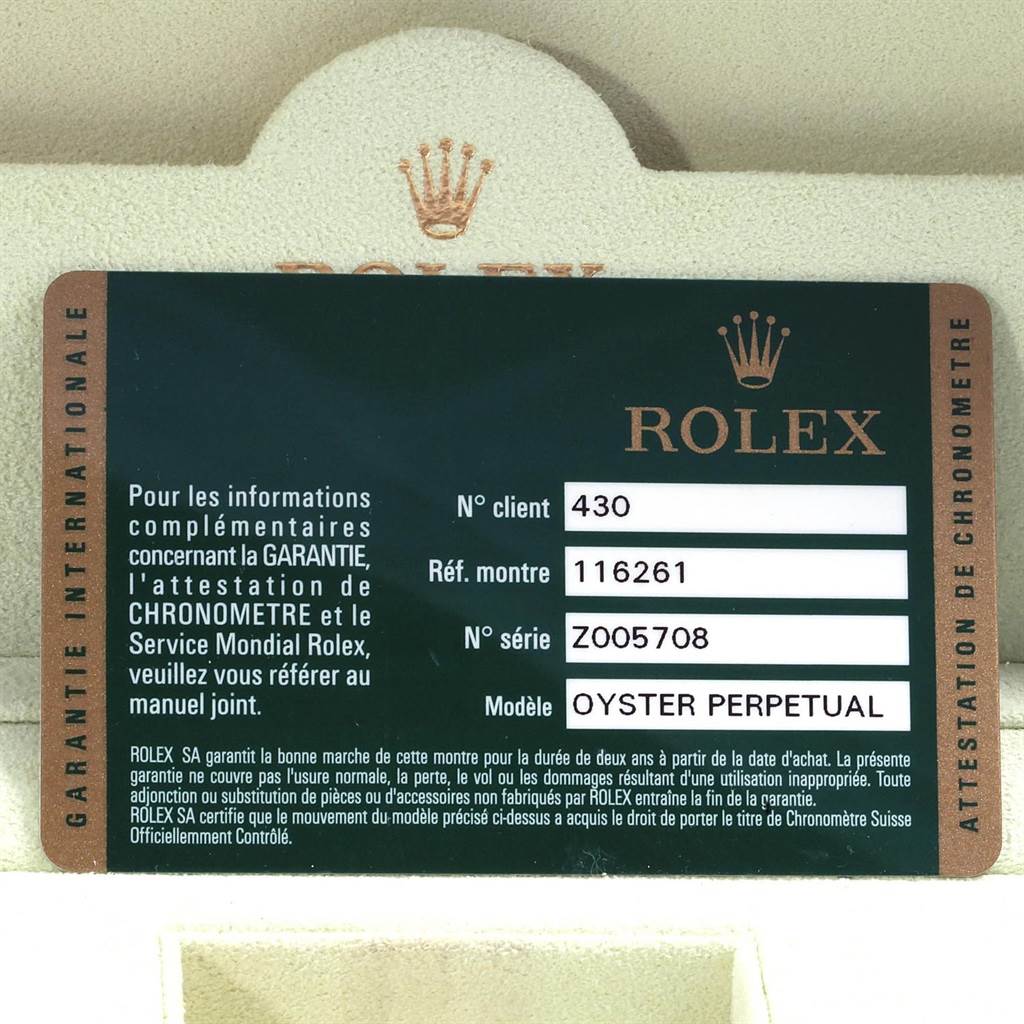 ROLEX
GARANTIE INTERNATIONALE
ROLEX
Pour les informations
complémentaires
concernant la GARANTIE,
l'attestation de
CHRONOMETRE et le
Service Mondial Rolex,
veuillez vous référer au
manuel joint.
N° client 430
Réf. montre 116261
N° série Z005708
Modèle OYSTER PERPETUAL
ROLEX SA garantit la bonne marche de cette montre pour la durée de deux ans à partir de la date d'achat. La présente
garantie ne couvre pas l'usure normale, la perte, le vol ou les dommages résultant d'une utilisation inappropriée. Toute
adjonction ou substitution de pièces ou d'accessoires non fabriqués par ROLEX entraîne la fin de la garantie.
ROLEX SA certifie que le mouvement du modèle précisé ci-dessus a acquis le droit de porter le titre de Chronomètre Suisse
Officiellemment Contrôlé.
ATTESTATION DE CHRONOMETRE